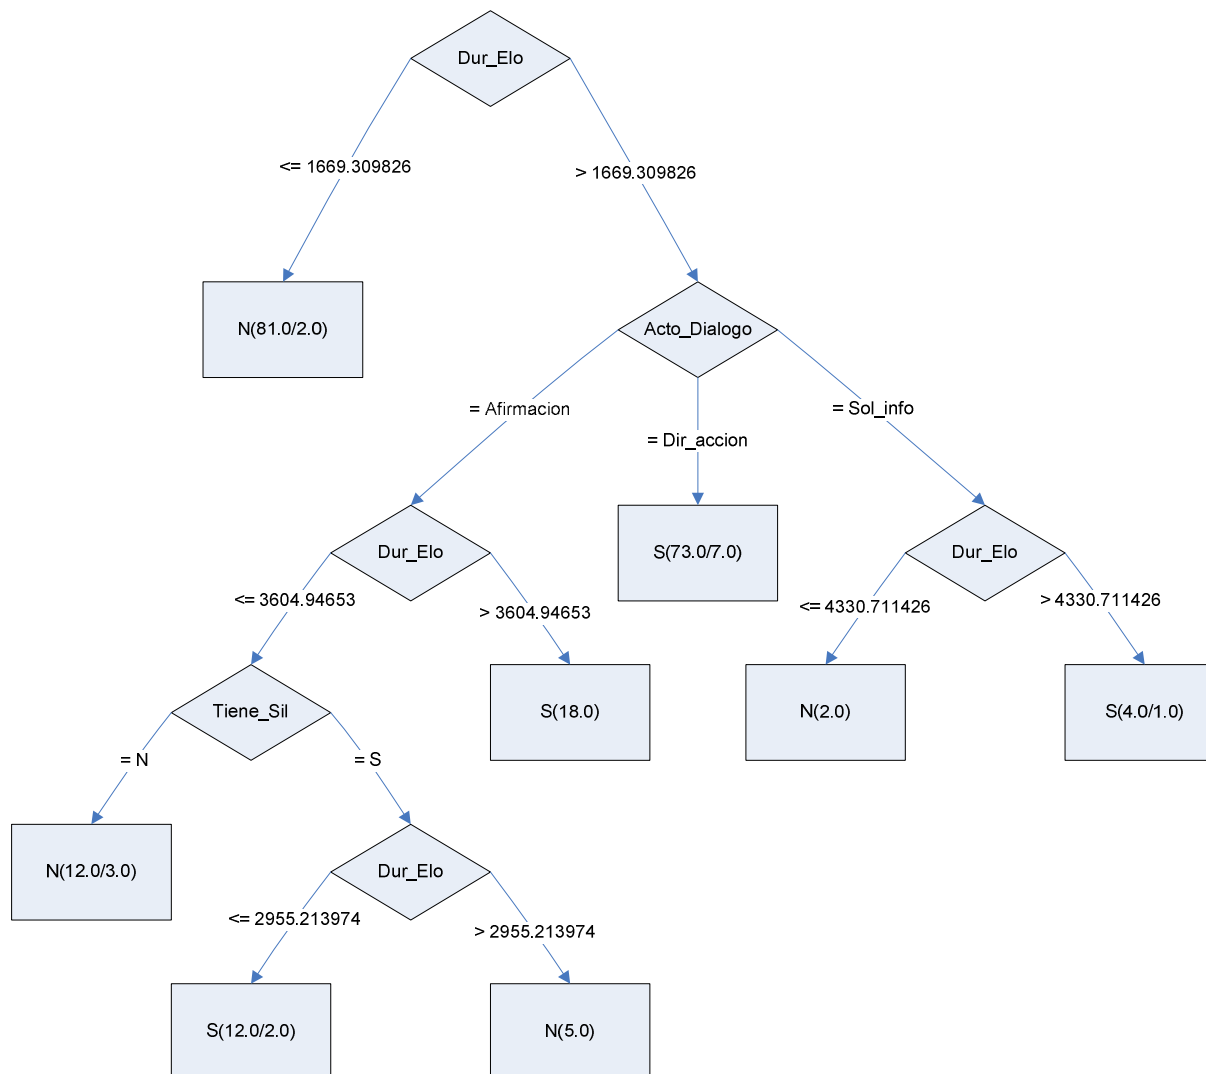 Dur_Elo
<= 1669.309826
> 1669.309826
N(81.0/2.0)
Acto_Dialogo
= Afirmacion
= Dir_accion
= Sol_info
Dur_Elo
S(73.0/7.0)
Dur_Elo
<= 3604.94653
> 3604.94653
<= 4330.711426
> 4330.711426
Tiene_Sil
S(18.0)
N(2.0)
S(4.0/1.0)
= N
= S
N(12.0/3.0)
Dur_Elo
<= 2955.213974
> 2955.213974
S(12.0/2.0)
N(5.0)